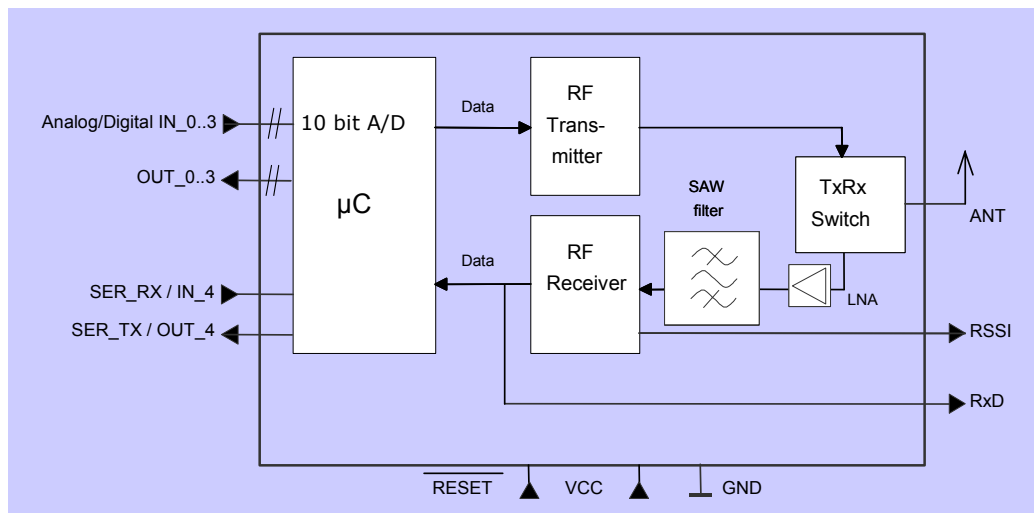 Analog/Digital IN_0..3
OUT_0..3
SER_RX / IN_4
SER_TX / OUT_4
10 bit A/D
µC
Data
RF
Trans-
mitter
Data
RF
Receiver
SAW
filter
LNA
TxRx
Switch
ANT
RSSI
RxD
RESET
VCC
GND